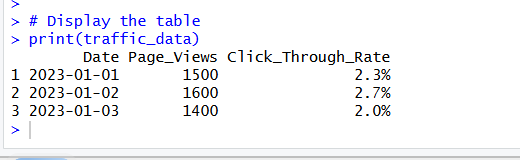 >
> # Display the table
> print(traffic_data)
        Date Page_Views Click_Through_Rate
1 2023-01-01       1500               2.3%
2 2023-01-02       1600               2.7%
3 2023-01-03       1400               2.0%
>